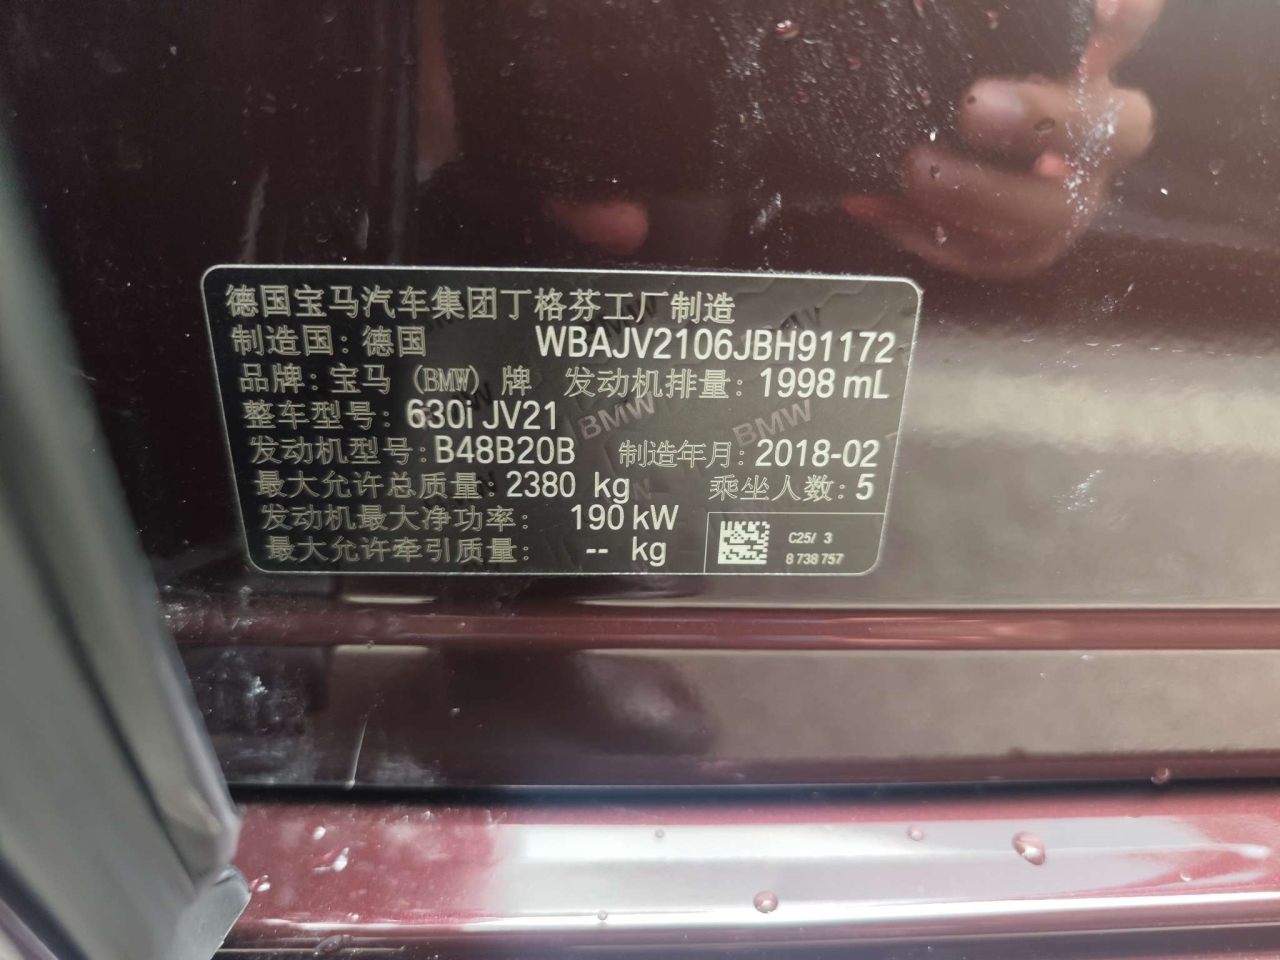 德国宝马汽车集团丁格芬工厂制造
制造国：德国 WBAJV2106JBH91172
品牌：宝马（BMW）牌 发动机排量：1998 mL
整车型号：630i JV21
发动机型号：B48B20B 制造年月：2018-02
最大允许总质量：2380 kg 乘坐人数：5
发动机最大净功率： 190 kW
最大允许牵引质量： -- kg
C25/ 3
8 738 757
BMW
BMW